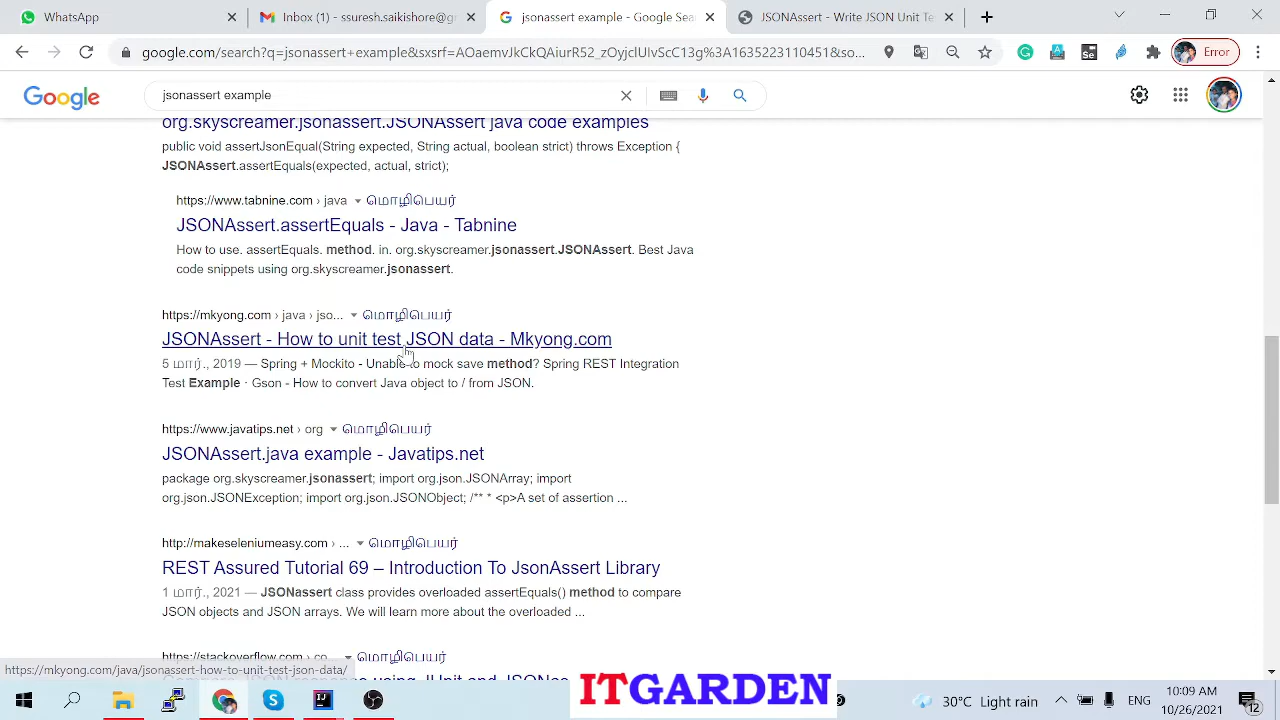 WhatsApp
Inbox (1) - ssuresh.saikishore@gr
jsonassert example - Google Sea
JSONAssert - Write JSON Unit Te
google.com/search?q=jsonassert+example&sxsrf=AOaemvJkCkQAiurR52_zOyjclUIvScC13g%3A1635223110451&so...
Error
Google
jsonassert example
org.skyscreamer.jsonassert.JSONAssert java code examples
public void assertJsonEqual(String expected, String actual, boolean strict) throws Exception {
JSONAssert.assertEquals(expected, actual, strict);
https://www.tabnine.com › java மொழிபெயர்
JSONAssert.assertEquals - Java - Tabnine
How to use. assertEquals. method. in. org.skyscreamer.jsonassert.JSONAssert. Best Java
code snippets using org.skyscreamer.jsonassert.
https://mkyong.com › java › jso... மொழிபெயர்
JSONAssert - How to unit test JSON data - Mkyong.com
5 மார்., 2019 — Spring + Mockito - Unable to mock save method? Spring REST Integration
Test Example · Gson - How to convert Java object to / from JSON.
https://www.javatips.net › org மொழிபெயர்
JSONAssert.java example - Javatips.net
package org.skyscreamer.jsonassert; import org.json.JSONArray; import
org.json.JSONException; import org.json.JSONObject; /** * <p>A set of assertion ...
http://makeseleniumeasy.com › ... மொழிபெயர்
REST Assured Tutorial 69 – Introduction To JsonAssert Library
1 மார்., 2021 — JSONassert class provides overloaded assertEquals() method to compare
JSON objects and JSON arrays. We will learn more about the overloaded ...
https://stackoverflow.com › co... மொழிபெயர்
https://mkyong.com/java/jsonassert-how-to-unit-test-json-data/
using JUnit and JSONAss
ITGARDEN
30°C Light rain
ENG
10:09 AM
10/26/2021
12